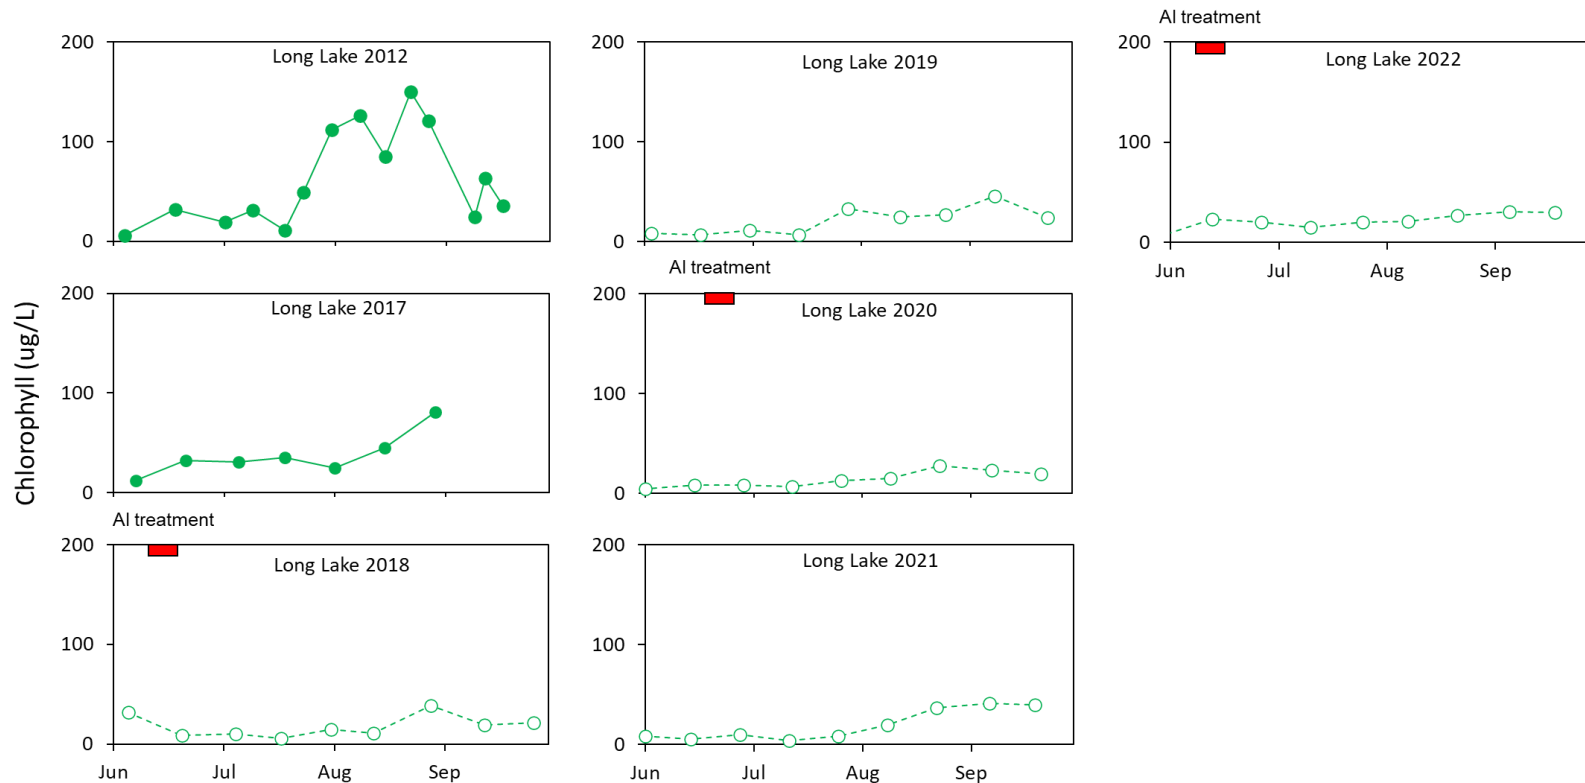 Al treatment
200
100
0
Long Lake 2012
200
100
0
Long Lake 2019
200
100
0
Long Lake 2022
Jun
Jul
Aug
Sep
Chlorophyll (ug/L)
200
100
0
Long Lake 2017
Al treatment
200
100
0
Long Lake 2020
Al treatment
200
100
0
Long Lake 2018
Jun
Jul
Aug
Sep
200
100
0
Long Lake 2021
Jun
Jul
Aug
Sep